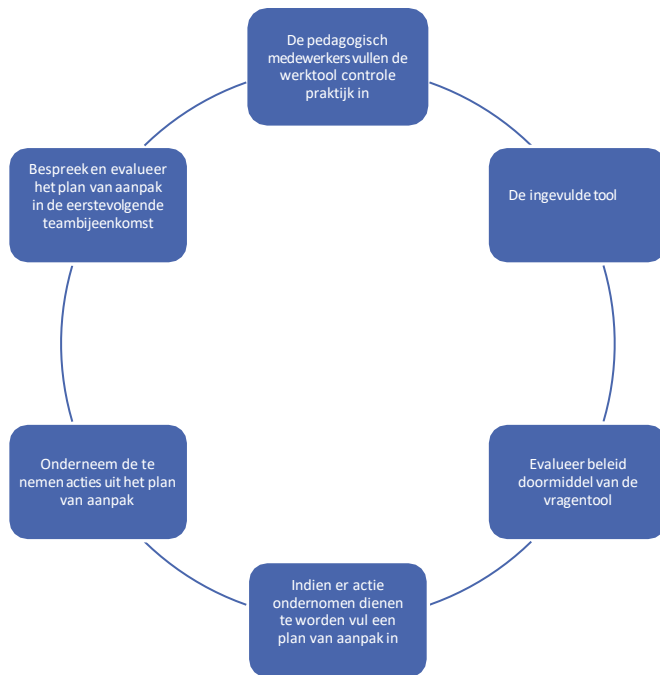 De pedagogisch
medewerkers vullen de
werktool controle
praktijk in
De ingevulde tool
Evalueer beleid
doormiddel van de
vragentool
Indien er actie
ondernomen dienen
te worden vul een
plan van aanpak in
Onderneem de te
nemen acties uit het plan
van aanpak
Bespreek en evalueer
het plan van aanpak
in de eerstevolgende
teambijeenkomst